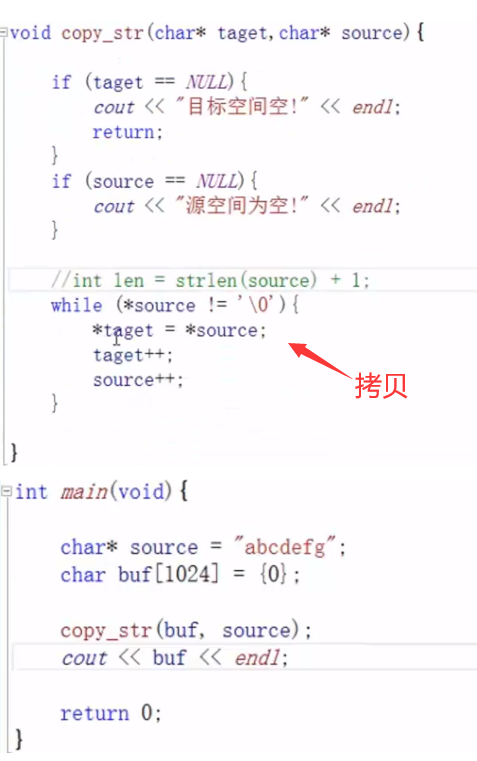 void copy_str(char* taget,char* source){
if (taget == NULL){
cout << "目标空间空!" << endl;
return;
}
if (source == NULL){
cout << "源空间为空!" << endl;
}
//int len = strlen(source) + 1;
while (*source != '\0'){
*taget = *source;
taget++;
source++;
}
拷贝
}
int main(void){
char* source = "abcdefg";
char buf[1024] = {0};
copy_str(buf, source);
cout << buf << endl;
return 0;
}